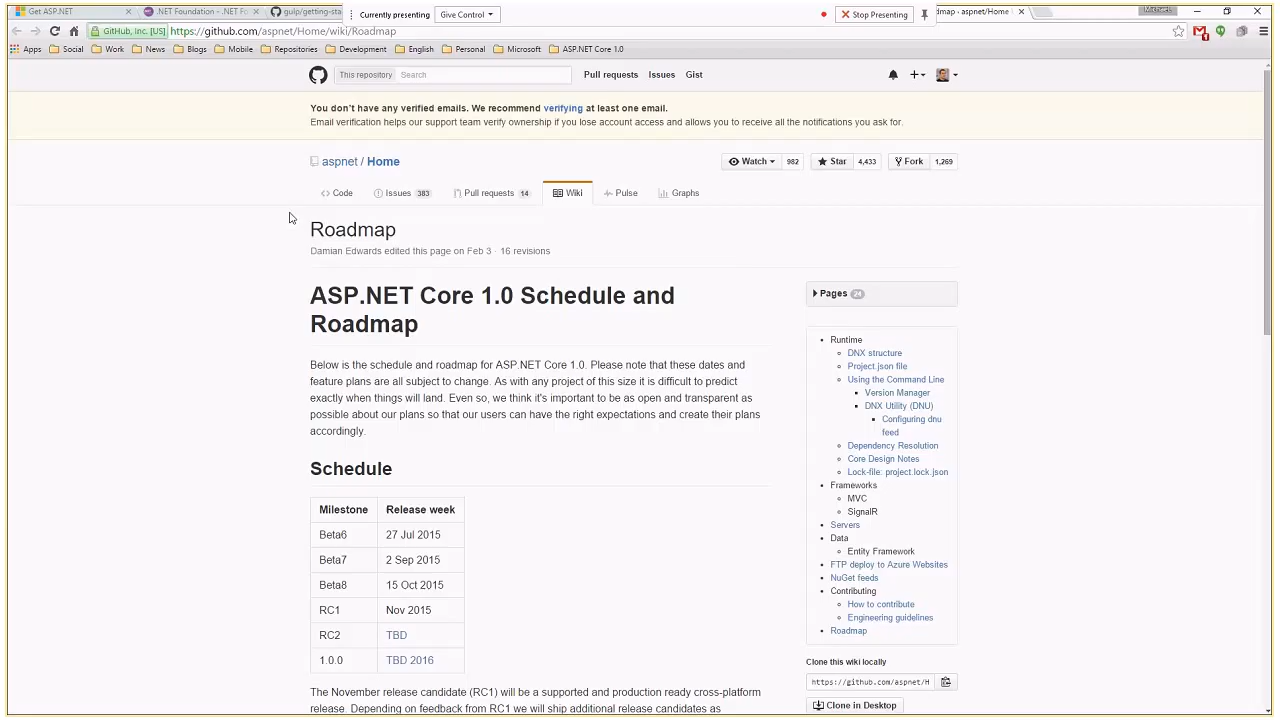 Get ASP.NET
.NET Foundation - .NET Fo
gulp/getting-sta
Currently presenting
Give Control
Stop Presenting
dmap · aspnet/Home
GitHub, Inc. [US]
https://github.com/aspnet/Home/wiki/Roadmap
Apps
Social
Work
News
Blogs
Mobile
Repositories
Development
English
Personal
Microsoft
ASP.NET Core 1.0
This repository
Search
Pull requests
Issues
Gist
You don't have any verified emails. We recommend verifying at least one email.
Email verification helps our support team verify ownership if you lose account access and allows you to receive all the notifications you ask for.
aspnet / Home
Watch 982
Star 4,433
Fork 1,269
Code
Issues 383
Pull requests 14
Wiki
Pulse
Graphs
Roadmap
Damian Edwards edited this page on Feb 3 · 16 revisions
ASP.NET Core 1.0 Schedule and
Roadmap
Below is the schedule and roadmap for ASP.NET Core 1.0. Please note that these dates and
feature plans are all subject to change. As with any project of this size it is difficult to predict
exactly when things will land. Even so, we think it's important to be as open and transparent as
possible about our plans so that our users can have the right expectations and create their plans
accordingly.
Schedule
Milestone Release week
Beta6 27 Jul 2015
Beta7 2 Sep 2015
Beta8 15 Oct 2015
RC1 Nov 2015
RC2 TBD
1.0.0 TBD 2016
The November release candidate (RC1) will be a supported and production ready cross-platform
release. Depending on feedback from RC1 we will ship additional release candidates as
Pages 24
Runtime
DNX structure
Project.json file
Using the Command Line
Version Manager
DNX Utility (DNU)
Configuring dnu
feed
Dependency Resolution
Core Design Notes
Lock-file: project.lock.json
Frameworks
MVC
SignalR
Servers
Data
Entity Framework
FTP deploy to Azure Websites
NuGet feeds
Contributing
How to contribute
Engineering guidelines
Roadmap
Clone this wiki locally
https://github.com/aspnet/H
Clone in Desktop